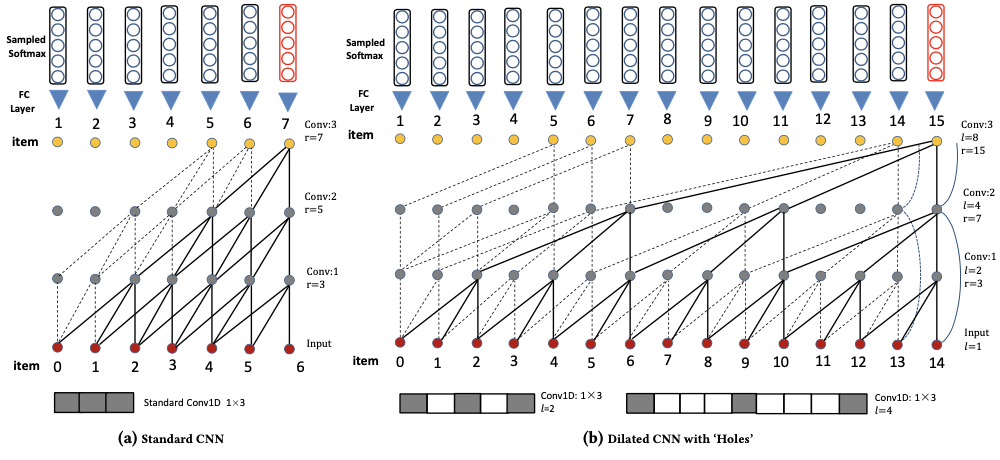 Sampled
Softmax
FC
Layer
1 2 3 4 5 6 7
item
Conv:3
r=7
Conv:2
r=5
Conv:1
r=3
Input
item 0 1 2 3 4 5 6
Standard Conv1D 1×3
(a) Standard CNN
Sampled
Softmax
FC
Layer
1 2 3 4 5 6 7 8 9 10 11 12 13 14 15
item
Conv:3
l=8
r=15
Conv:2
l=4
r=7
Conv:1
l=2
r=3
Input
l=1
item 0 1 2 3 4 5 6 7 8 9 10 11 12 13 14
Conv1D: 1×3
l=2
Conv1D: 1×3
l=4
(b) Dilated CNN with ‘Holes’